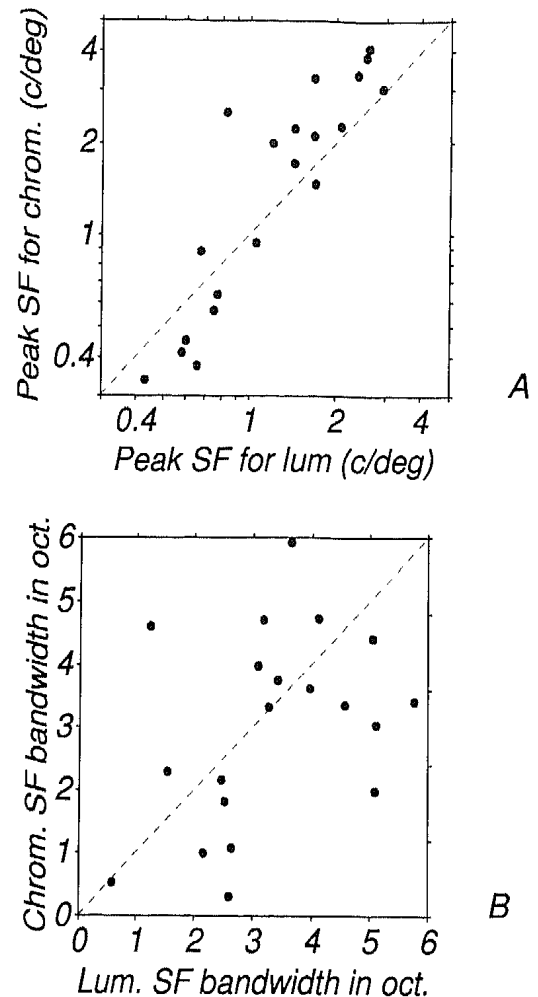 Peak SF for chrom. (c/deg)
4
2
1
0.4
0.4 1 2 4
Peak SF for lum (c/deg)
A
Chrom. SF bandwidth in oct.
6
5
4
3
2
1
0
0 1 2 3 4 5 6
Lum. SF bandwidth in oct.
B